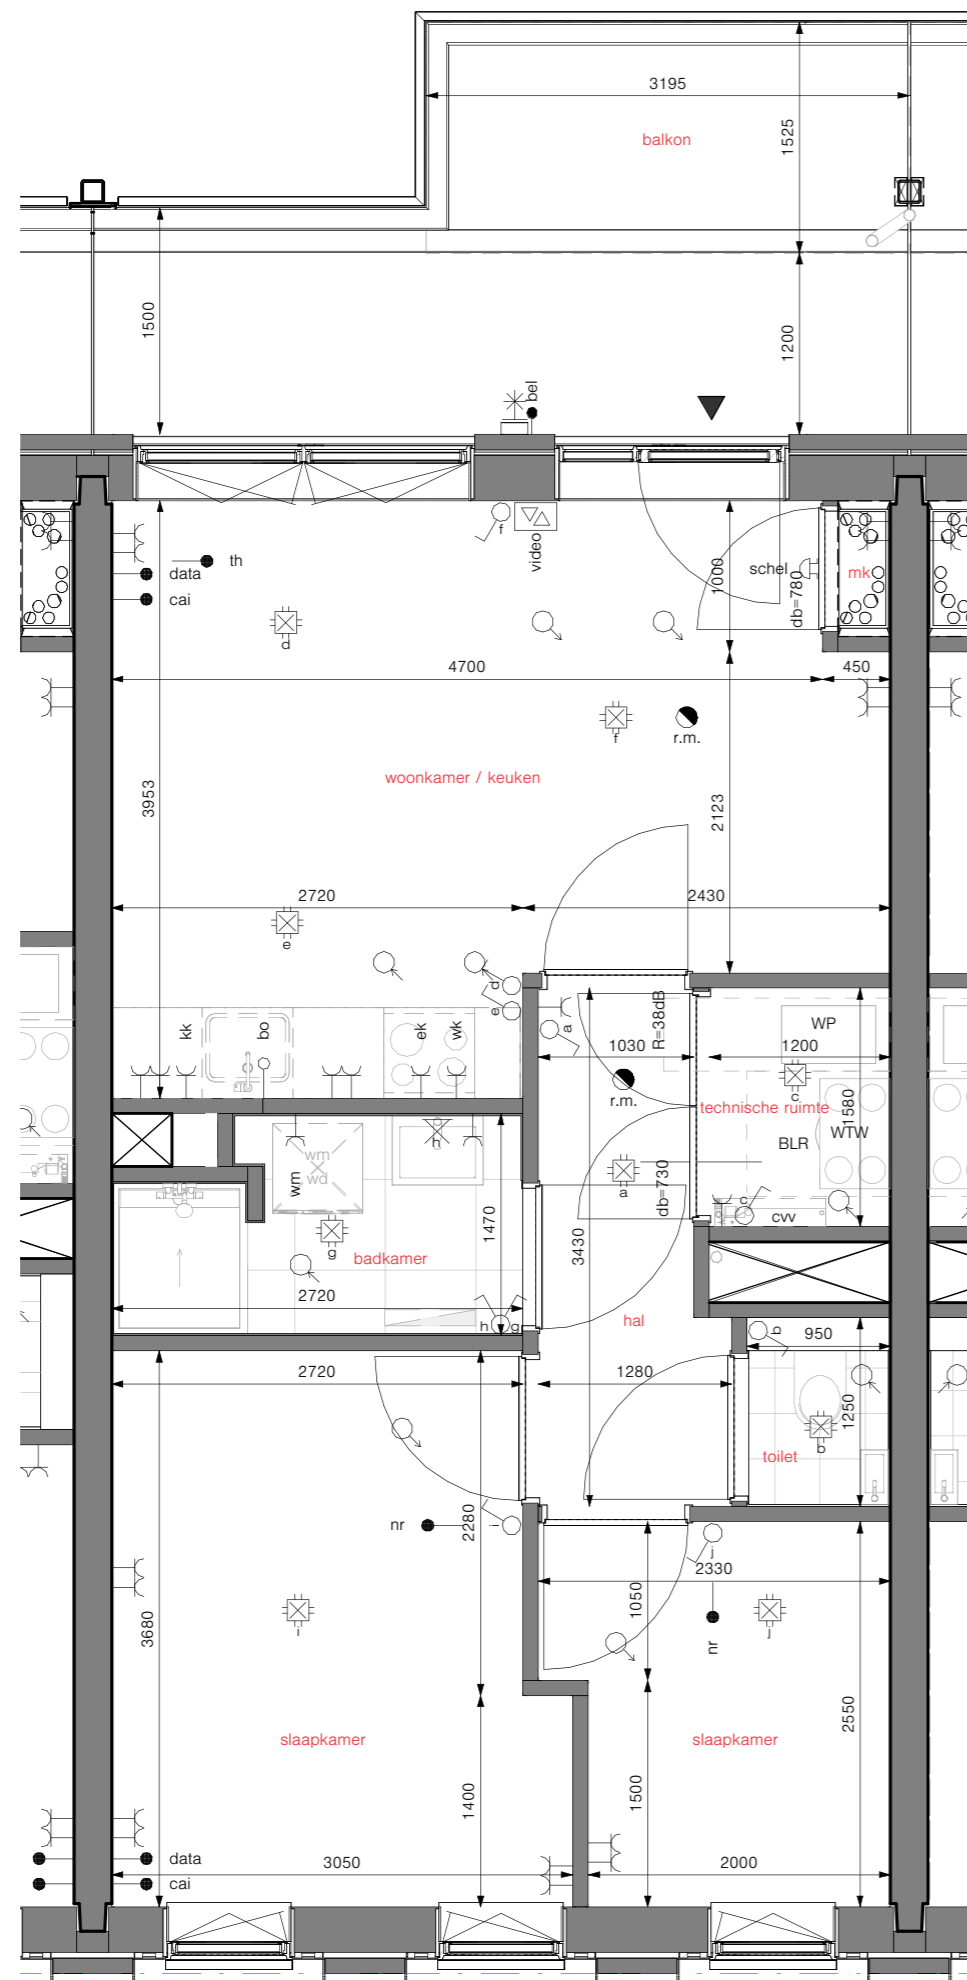 3195
balkon
1525
1500
1200
bel
f
video
schel
1000
db=780
mk
data
th
cai
d
4700
450
f
r.m.
woonkamer / keuken
3953
2123
2720
2430
e
d
e
kk
bo
ek
wk
a
R=38dB
1030
WP
1200
c
r.m.
technische ruimte
1580
BLR
WTW
h
wm
wd
wm
a
db=730
c
cvv
g
badkamer
1470
3430
2720
h
g
hal
b
950
2720
1280
1250
b
toilet
nr
2280
i
j
2330
1050
nr
i
j
3680
2550
slaapkamer
slaapkamer
1400
1500
data
3050
2000
cai